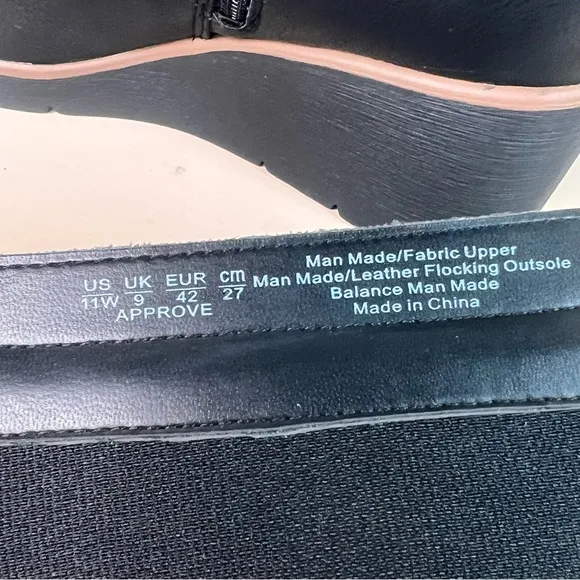 US UK EUR cm
11W 9 42 27
APPROVE
Man Made/Fabric Upper
Man Made/Leather Flocking Outsole
Balance Man Made
Made in China